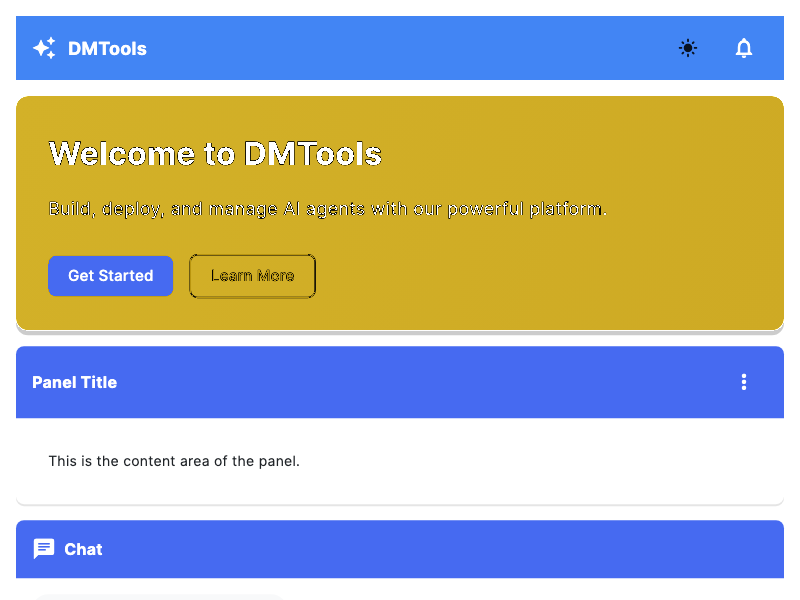 DMTools
Welcome to DMTools
Build, deploy, and manage AI agents with our powerful platform.
Get Started
Learn More
Panel Title
This is the content area of the panel.
Chat